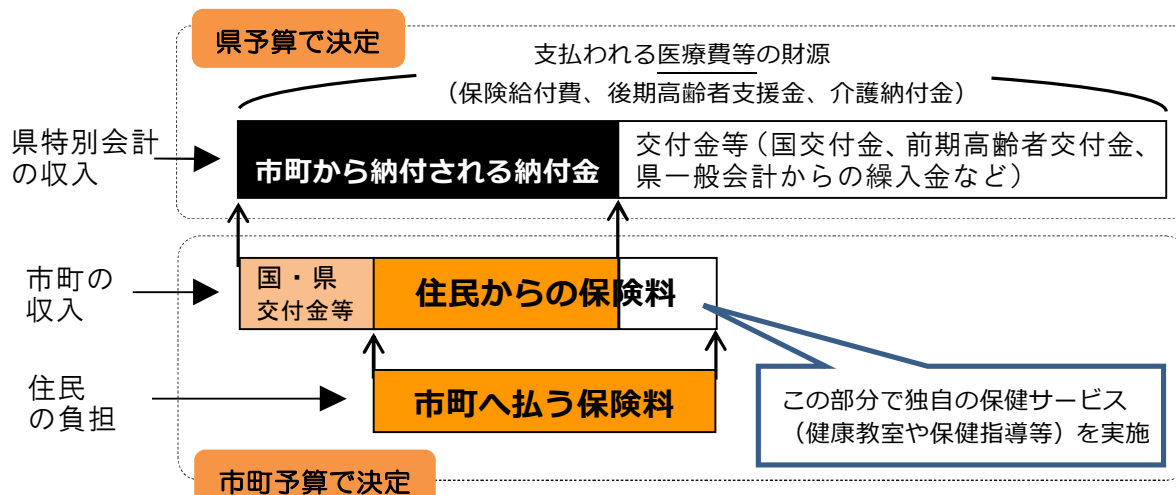 県予算で決定
支払われる医療費等の財源
(保険給付費、後期高齢者支援金、介護納付金)
県特別会計
の収入
市町から納付される納付金
交付金等(国交付金、前期高齢者交付金、
県一般会計からの繰入金など)
市町の
収入
国・県
交付金等
住民からの保険料
住民
の負担
市町へ払う保険料
この部分で独自の保健サービス
(健康教室や保健指導等)を実施
市町予算で決定